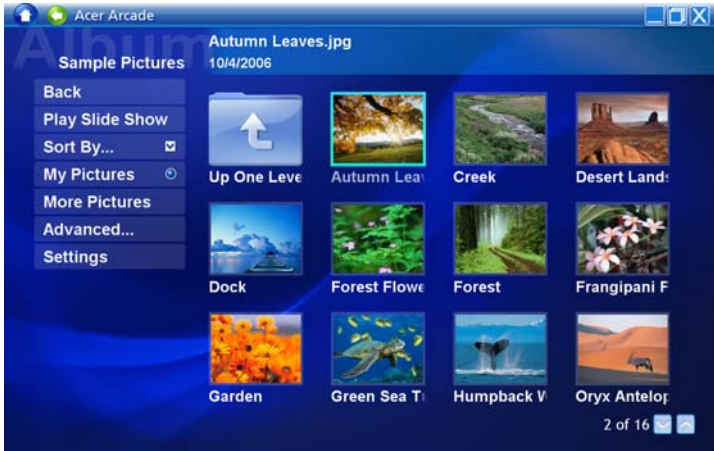 Acer Arcade
Album
Autumn Leaves.jpg
Sample Pictures
10/4/2006
Back
Play Slide Show
Sort By...
My Pictures
More Pictures
Advanced...
Settings
Up One Leve
Autumn Lea
Creek
Desert Lands
Dock
Forest Flowe
Forest
Frangipani F
Garden
Green Sea T
Humpback W
Oryx Antelop
2 of 16